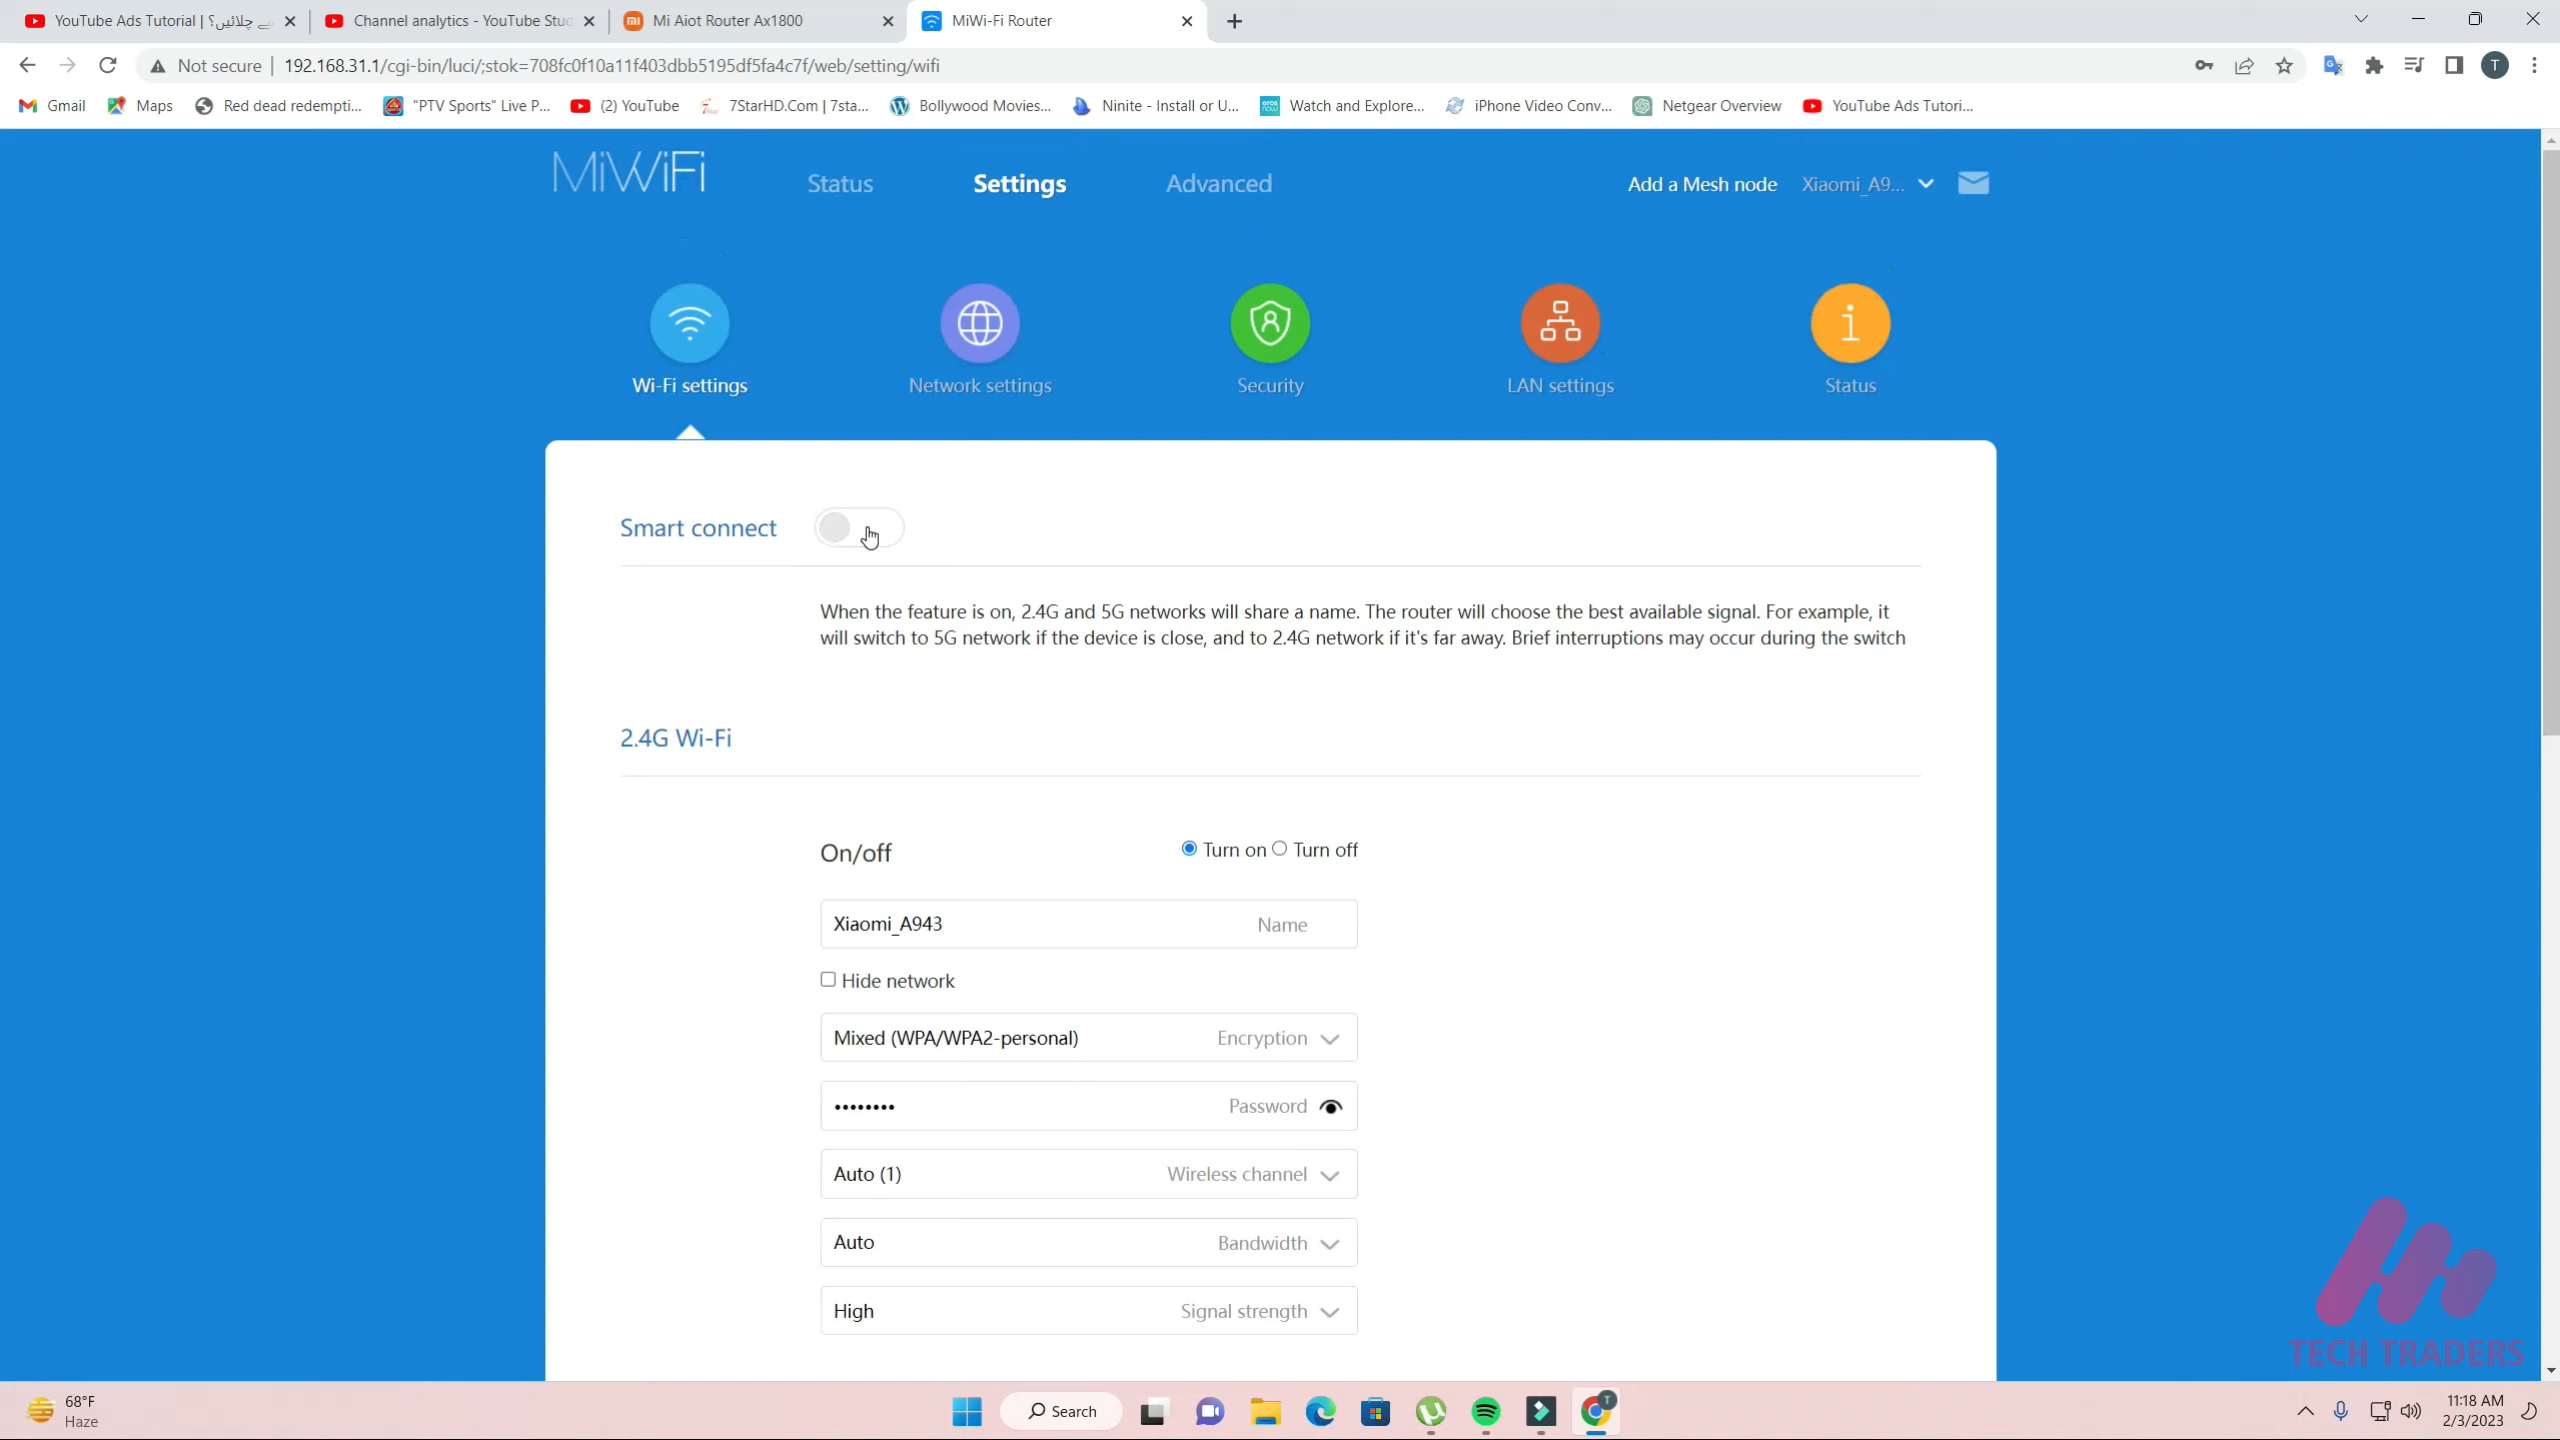 YouTube Ads Tutorial | سے چلائیں؟
Channel analytics - YouTube Stuc
Mi Aiot Router Ax1800
MiWi-Fi Router
Not secure
192.168.31.1/cgi-bin/luci/;stok=708fc0f10a11f403dbb5195df5fa4c7f/web/setting/wifi
T
Gmail
Maps
Red dead redempti...
"PTV Sports" Live P...
(2) YouTube
7StarHD.Com | 7sta...
Bollywood Movies...
Ninite - Install or U...
Watch and Explore...
iPhone Video Conv...
Netgear Overview
YouTube Ads Tutori...
MiWiFi
Status
Settings
Advanced
Add a Mesh node
Xiaomi_A9...
Wi-Fi settings
Network settings
Security
LAN settings
Status
Smart connect
When the feature is on, 2.4G and 5G networks will share a name. The router will choose the best available signal. For example, it
will switch to 5G network if the device is close, and to 2.4G network if it's far away. Brief interruptions may occur during the switch
2.4G Wi-Fi
On/off
Turn on
Turn off
Xiaomi_A943
Name
Hide network
Mixed (WPA/WPA2-personal)
Encryption
••••••••
Password
Auto (1)
Wireless channel
Auto
Bandwidth
High
Signal strength
TECH TRADERS
68°F
Haze
Search
T
11:18 AM
2/3/2023